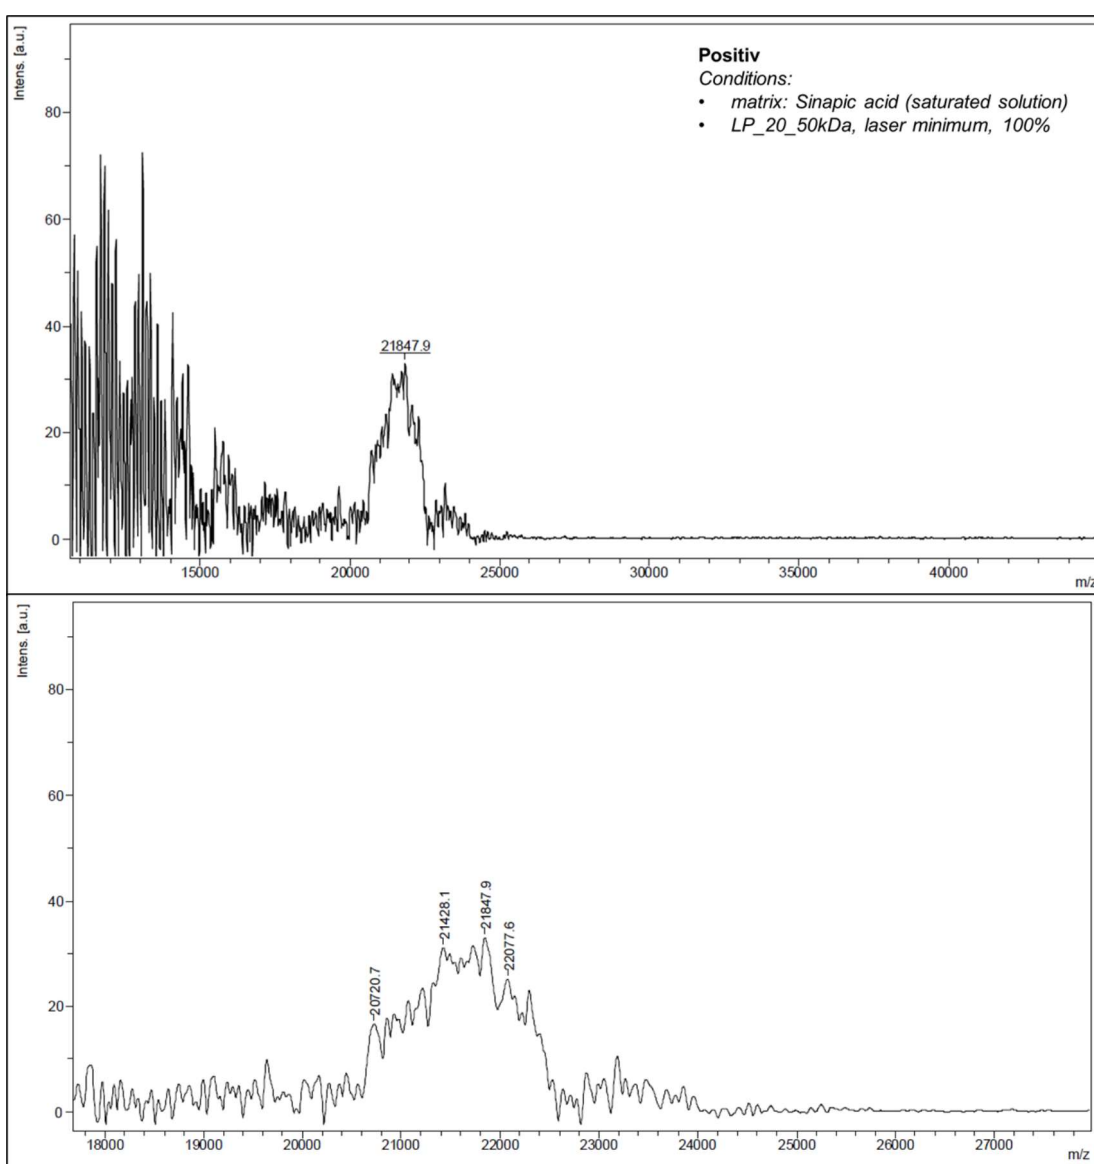 Intens. [a.u.]
Positiv
Conditions:
• matrix: Sinapic acid (saturated solution)
• LP_20_50kDa, laser minimum, 100%
80
60
40
21847.9
20
0
15000 20000 25000 30000 35000 40000
m/z
Intens. [a.u.]
80
60
40
20720.7 21428.1 21847.9 22077.6
20
0
18000 19000 20000 21000 22000 23000 24000 25000 26000 27000
m/z